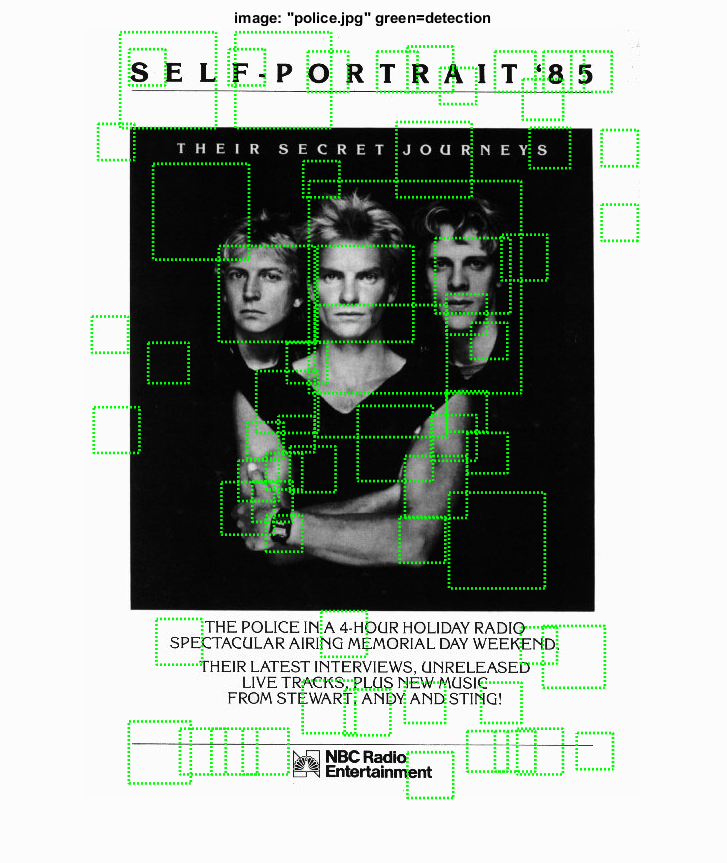 image: "police.jpg" green=detection
SELF-PORTRAIT '85
THEIR SECRET JOURNEYS
THE POLICE IN A 4-HOUR HOLIDAY RADIO
SPECTACULAR AIRING MEMORIAL DAY WEEKEND
THEIR LATEST INTERVIEWS, UNRELEASED
LIVE TRACKS, PLUS NEW MUSIC
FROM STEWART, ANDY AND STING!
NBC Radio
Entertainment